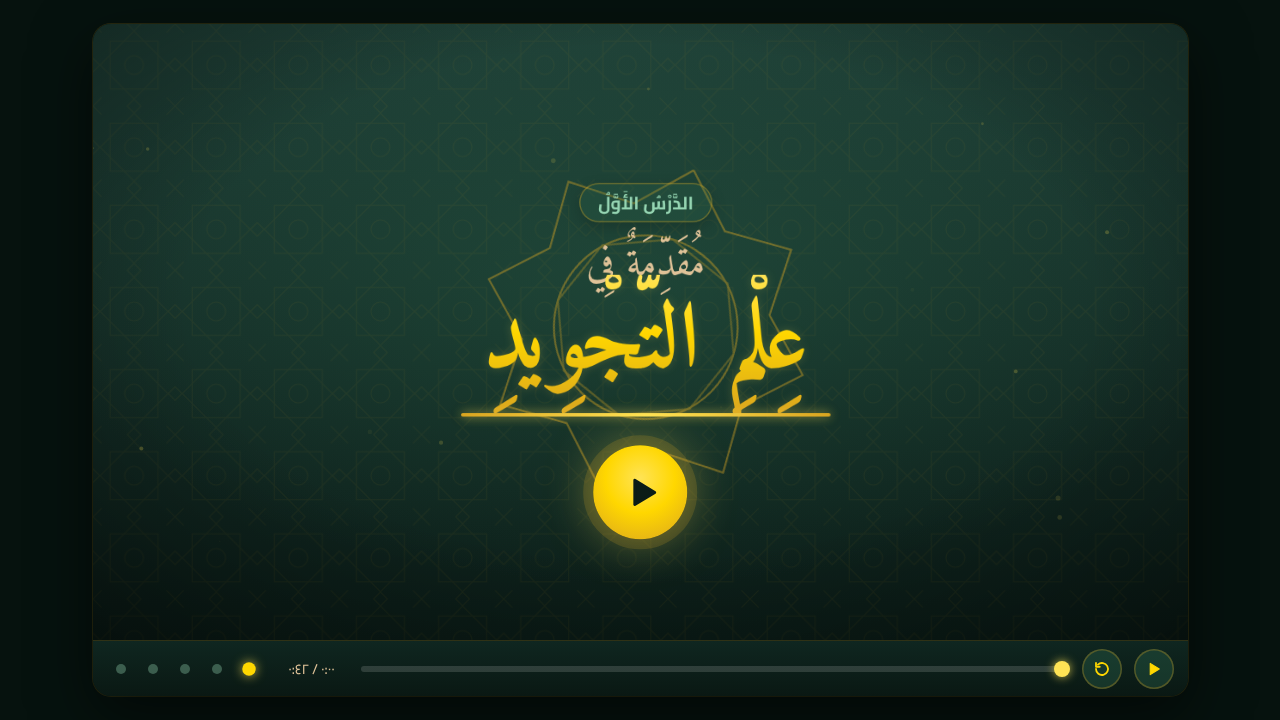 الدَّرْسُ الأَوَّلُ
مُقَدِّمَةٌ فِي
عِلْمِ التَّجْوِيدِ
٠:٠٠ / ٠:٤٢